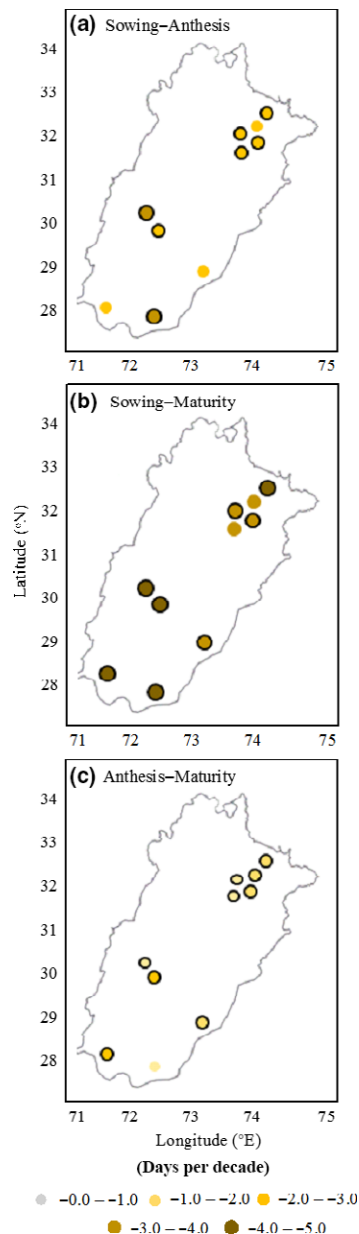 (a) Sowing–Anthesis
34
33
32
31
30
29
28
71 72 73 74 75
(b) Sowing–Maturity
34
33
32
31
30
29
28
71 72 73 74 75
Latitude (°N)
(c) Anthesis–Maturity
34
33
32
31
30
29
28
71 72 73 74 75
Longitude (°E)
(Days per decade)
−0.0 – −1.0 −1.0 – −2.0 −2.0 – −3.0
−3.0 – −4.0 −4.0 – −5.0